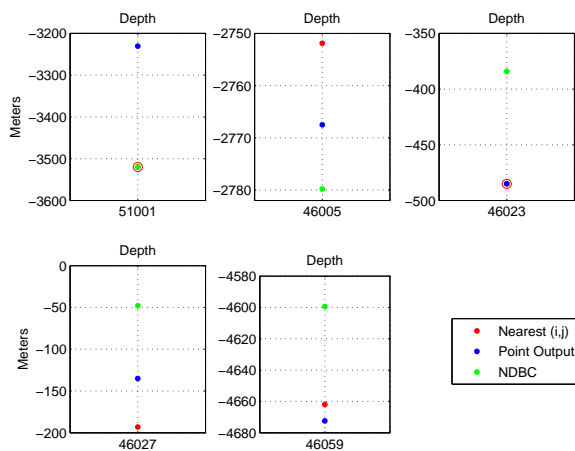 Depth
Depth
Depth
−3200
−3300
−3400
−3500
−3600
Meters
51001
−2750
−2760
−2770
−2780
46005
−350
−400
−450
−500
46023
Depth
Depth
0
−50
−100
−150
−200
Meters
46027
−4580
−4600
−4620
−4640
−4660
−4680
46059
Nearest (i,j)
Point Output
NDBC